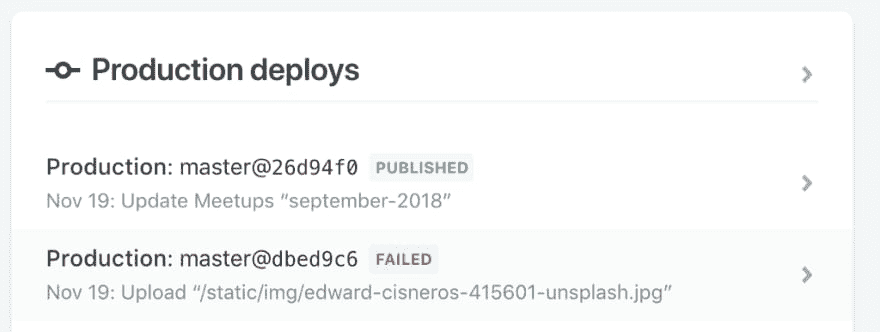 Production deploys
Production: master@26d94f0 PUBLISHED
Nov 19: Update Meetups “september-2018”
Production: master@dbed9c6 FAILED
Nov 19: Upload “/static/img/edward-cisneros-415601-unsplash.jpg”